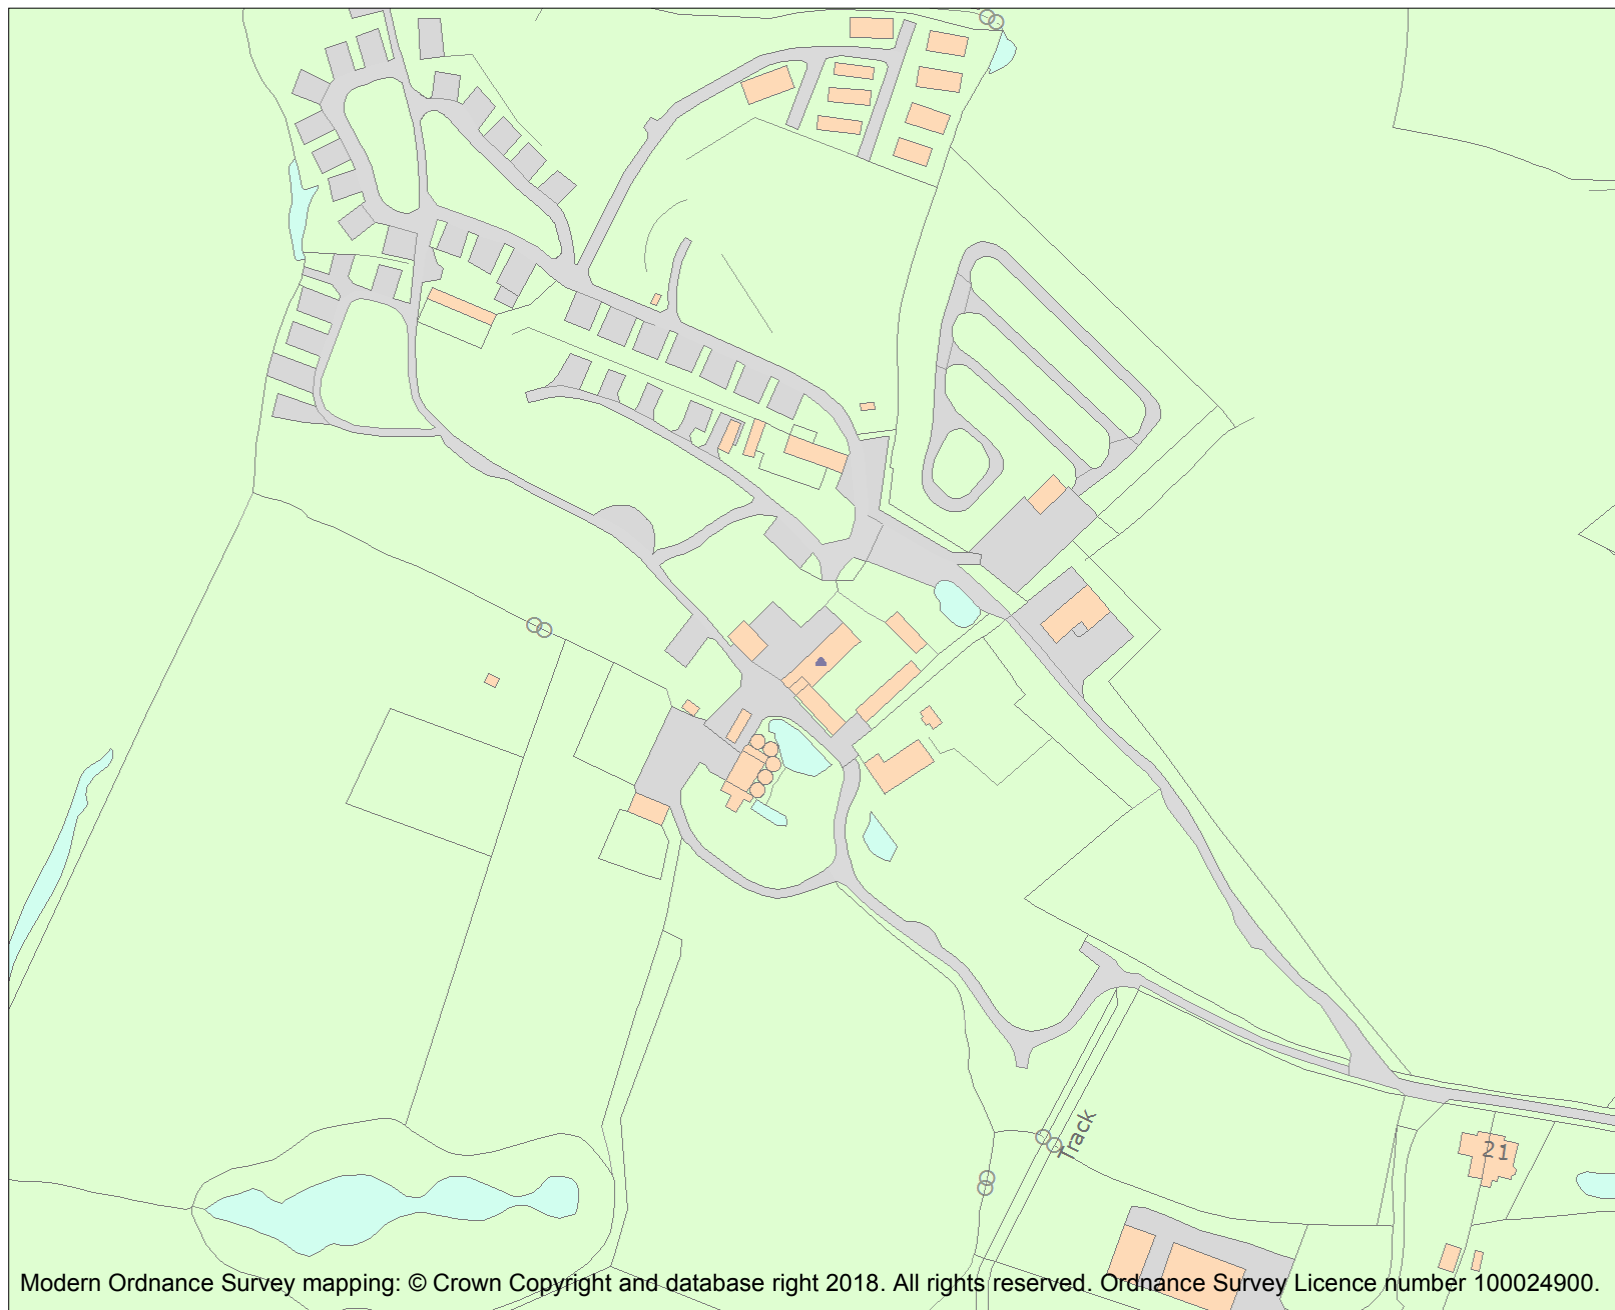 Track
21
Modern Ordnance Survey mapping: © Crown Copyright and database right 2018. All rights reserved. Ordnance Survey Licence number 100024900.